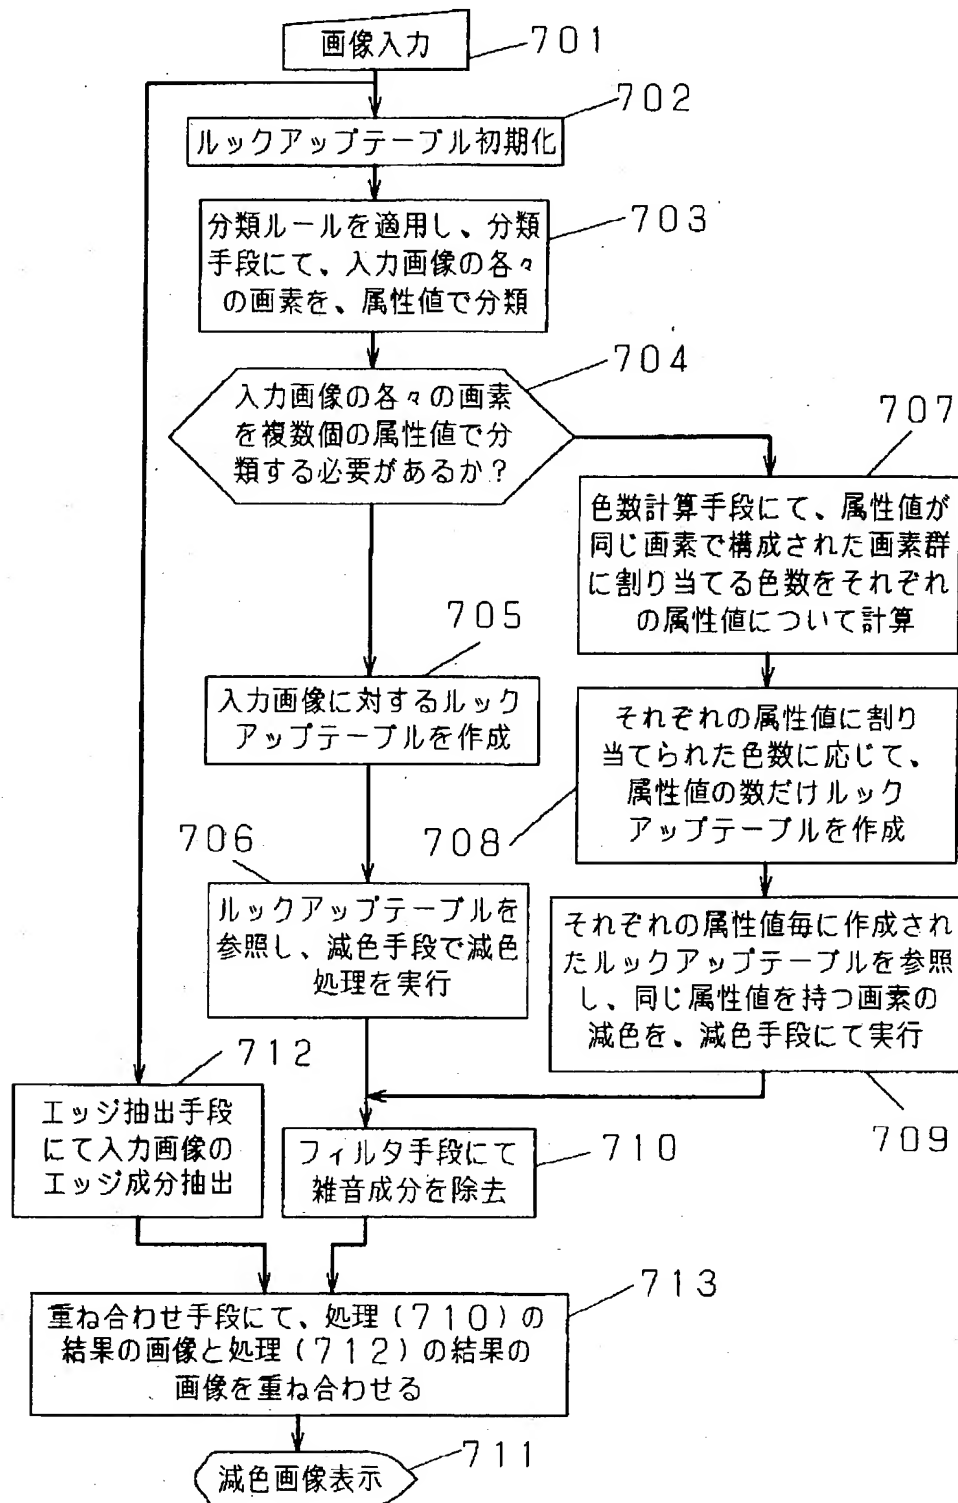 画像入力
701
702
ルックアップテーブル初期化
分類ルールを適用し、分類
手段にて、入力画像の各々
の画素を、属性値で分類
703
704
入力画像の各々の画素
を複数個の属性値で分
類する必要があるか?
707
色数計算手段にて、属性値が
同じ画素で構成された画素群
に割り当てる色数をそれぞれ
の属性値について計算
705
入力画像に対するルック
アップテーブルを作成
それぞれの属性値に割り
当てられた色数に応じて、
属性値の数だけルック
アップテーブルを作成
708
706
ルックアップテーブルを
参照し、減色手段で減色
処理を実行
それぞれの属性値毎に作成され
たルックアップテーブルを参照
し、同じ属性値を持つ画素の
減色を、減色手段にて実行
709
712
エッジ抽出手段
にて入力画像の
エッジ成分抽出
フィルタ手段にて
雑音成分を除去
710
713
重ね合わせ手段にて、処理(710)の
結果の画像と処理(712)の結果の
画像を重ね合わせる
減色画像表示
711